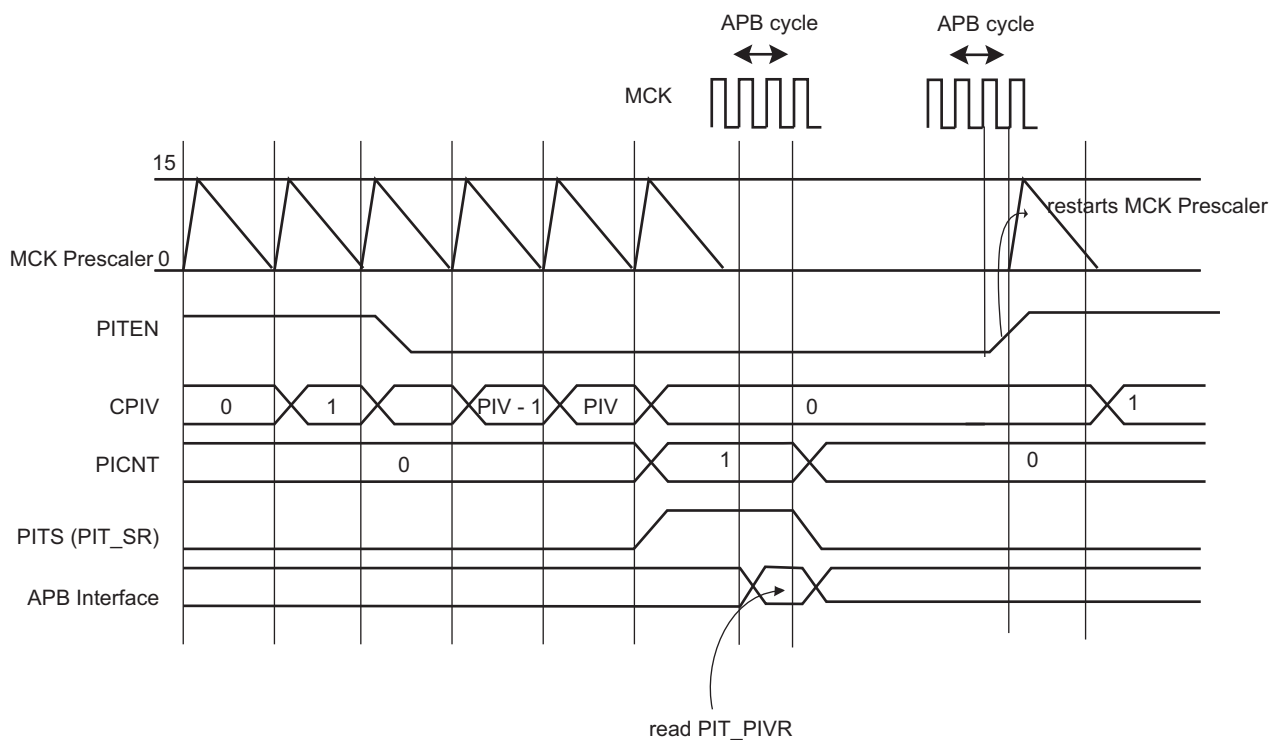 APB cycle
APB cycle
MCK
15
restarts MCK Prescaler
MCK Prescaler 0
PITEN
CPIV
0
1
PIV - 1
PIV
0
1
PICNT
0
1
0
PITS (PIT_SR)
APB Interface
read PIT_PIVR